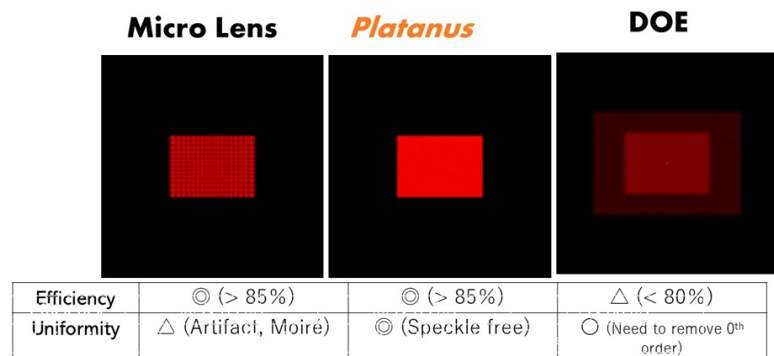 Micro Lens Platanus DOE
Efficiency ◎ (> 85%) ◎ (> 85%) △ (< 80%)
Uniformity △ (Artifact, Moiré) ◎ (Speckle free) ○ (Need to remove 0th
order)